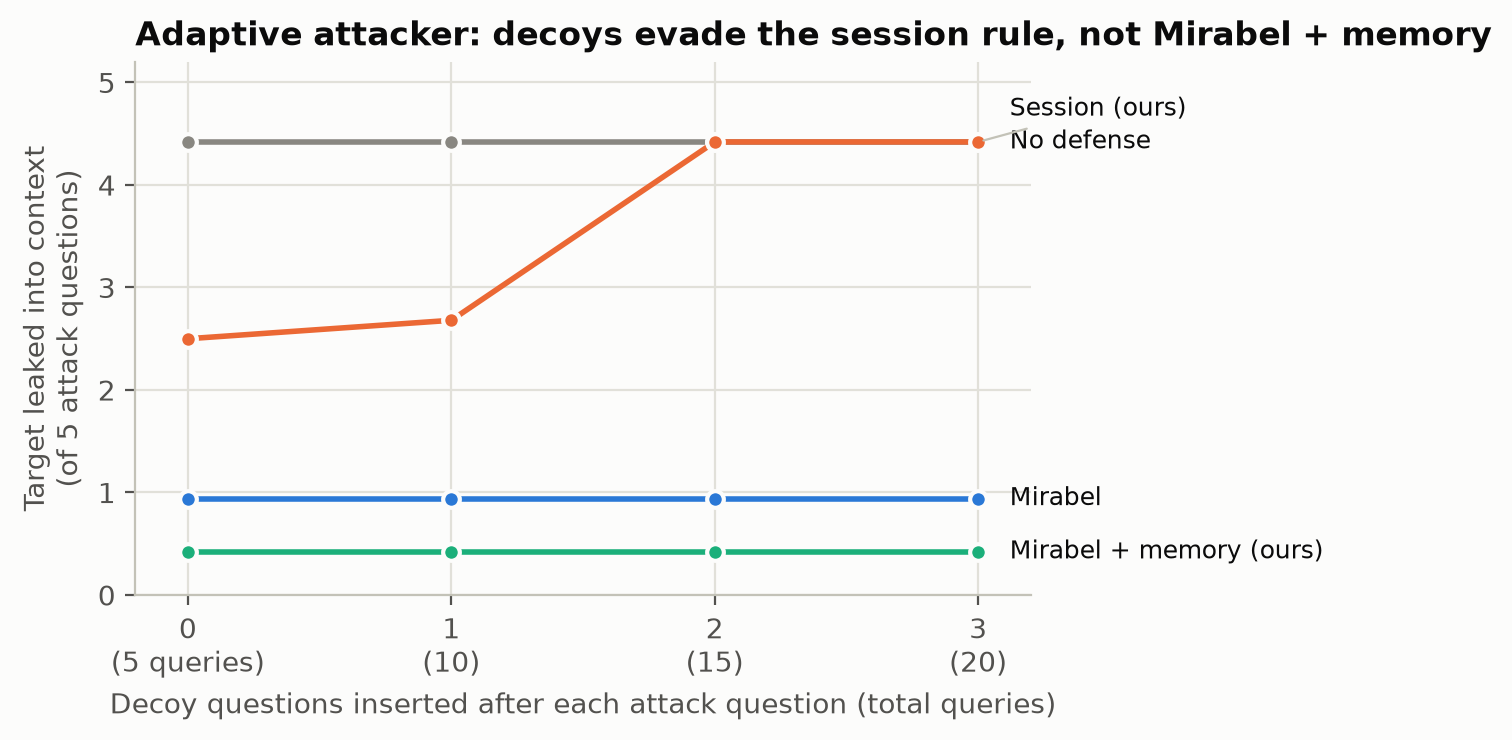 Adaptive attacker: decoys evade the session rule, not Mirabel + memory
Target leaked into context
(of 5 attack questions)
5
4
3
2
1
0
Session (ours)
No defense
Mirabel
Mirabel + memory (ours)
0 1 2 3
(5 queries) (10) (15) (20)
Decoy questions inserted after each attack question (total queries)